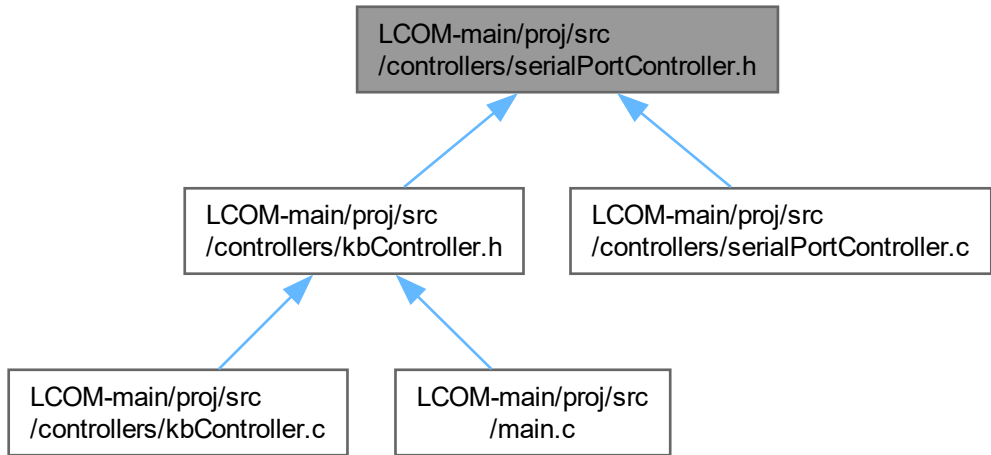 LCOM-main/proj/src
/controllers/serialPortController.h
LCOM-main/proj/src
/controllers/kbController.h
LCOM-main/proj/src
/controllers/serialPortController.c
LCOM-main/proj/src
/controllers/kbController.c
LCOM-main/proj/src
/main.c